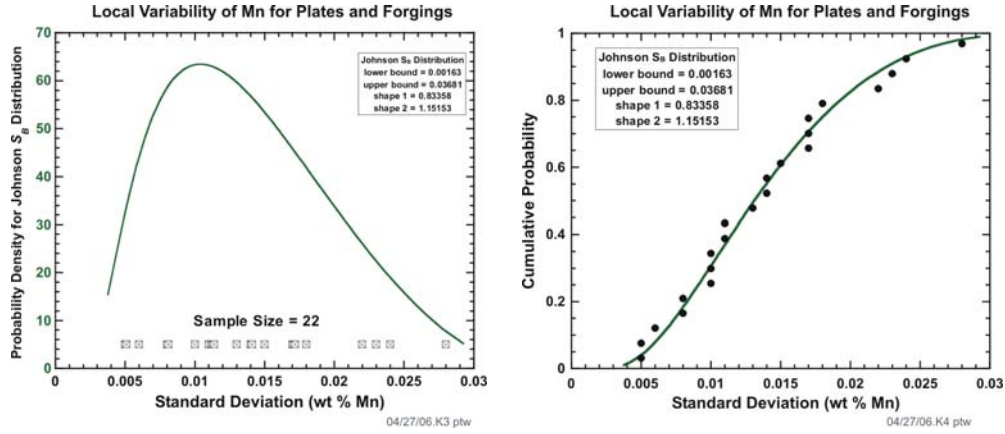 Local Variability of Mn for Plates and Forgings
Probability Density for Johnson S_B Distribution
70
60
50
40
30
20
10
0
Johnson S_B Distribution
lower bound = 0.00163
upper bound = 0.03681
shape 1 = 0.83358
shape 2 = 1.15153
Sample Size = 22
0 0.005 0.01 0.015 0.02 0.025 0.03
Standard Deviation (wt % Mn)
04/27/06.K3 ptw
Local Variability of Mn for Plates and Forgings
Cumulative Probability
1
0.8
0.6
0.4
0.2
0
Johnson S_B Distribution
lower bound = 0.00163
upper bound = 0.03681
shape 1 = 0.83358
shape 2 = 1.15153
0 0.005 0.01 0.015 0.02 0.025 0.03
Standard Deviation (wt % Mn)
04/27/06.K4 ptw